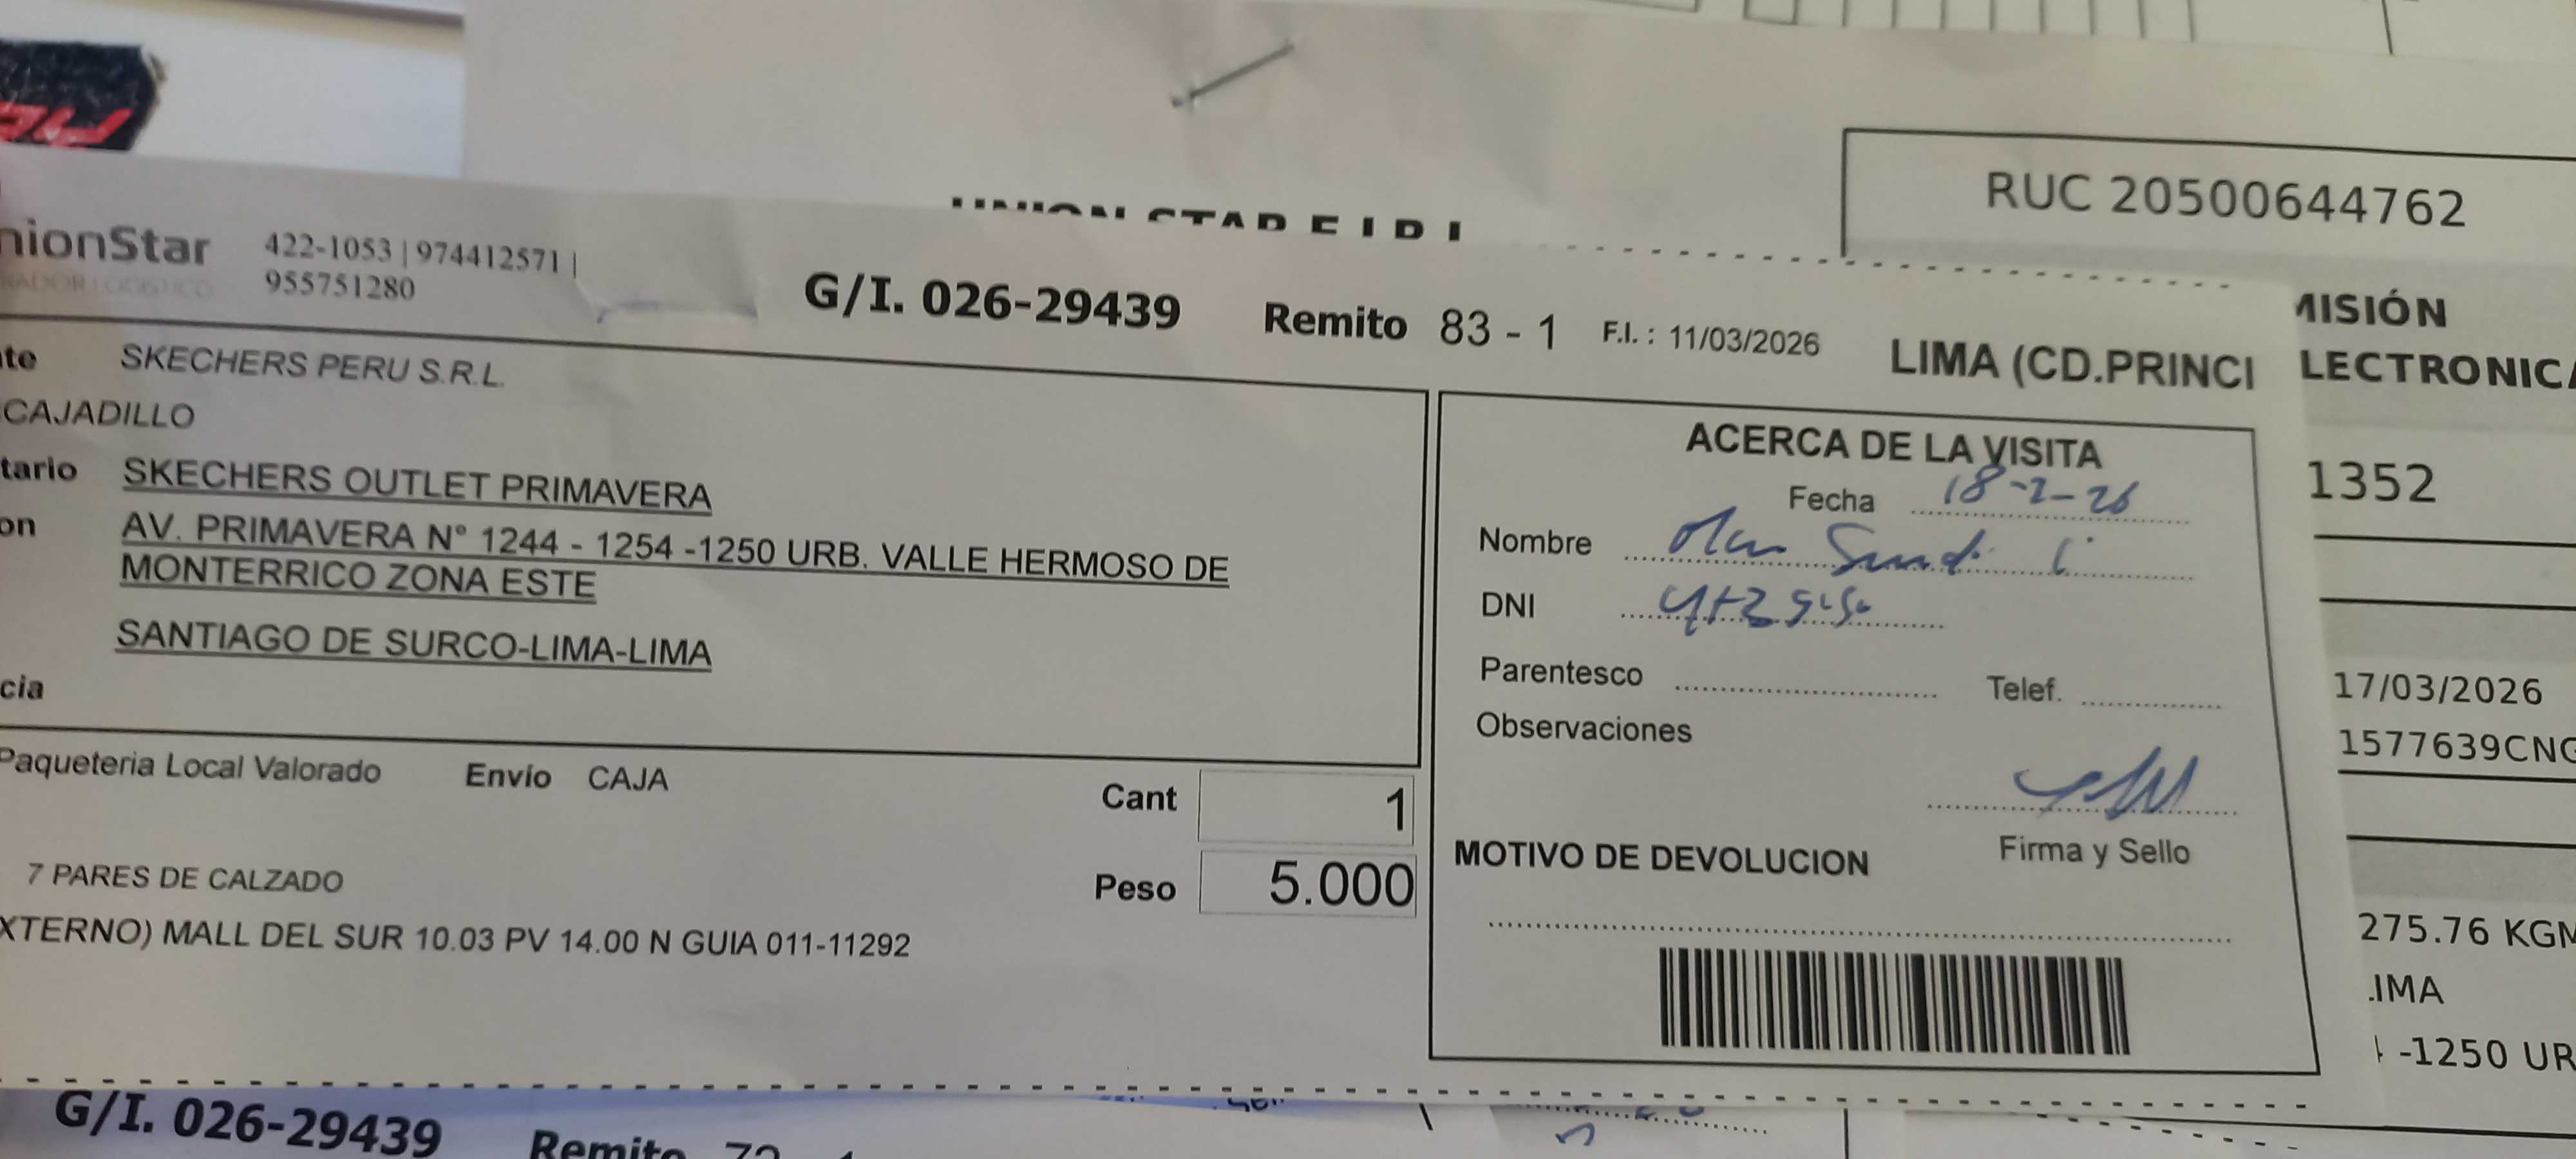 RUC 20500644762
UNION STAR E.I.R.L
nionStar
422-1053 | 974412571 |
955751280
G/I. 026-29439 Remito 83 - 1 F.I. : 11/03/2026 LIMA (CD.PRINCI
MISIÓN
LECTRONICA
1352
te SKECHERS PERU S.R.L.
CAJADILLO
tario SKECHERS OUTLET PRIMAVERA
on AV. PRIMAVERA N° 1244 - 1254 -1250 URB. VALLE HERMOSO DE
MONTERRICO ZONA ESTE
SANTIAGO DE SURCO-LIMA-LIMA
cia
Paqueteria Local Valorado Envío CAJA
Cant 1
Peso 5.000
7 PARES DE CALZADO
XTERNO) MALL DEL SUR 10.03 PV 14.00 N GUIA 011-11292
ACERCA DE LA VISITA
Fecha
Nombre
DNI
Parentesco Telef.
Observaciones
Firma y Sello
MOTIVO DE DEVOLUCION
17/03/2026
1577639CNG
275.76 KGM
IMA
-1250 UR
G/I. 026-29439 Remito